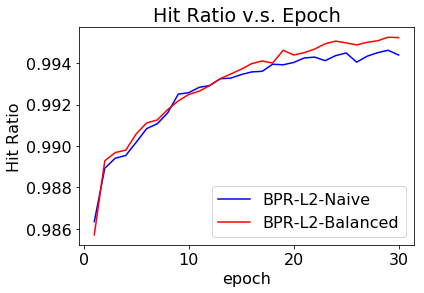 Hit Ratio v.s. Epoch
Hit Ratio
0.994
0.992
0.990
0.988
0.986
BPR-L2-Naive
BPR-L2-Balanced
0
10
20
30
epoch